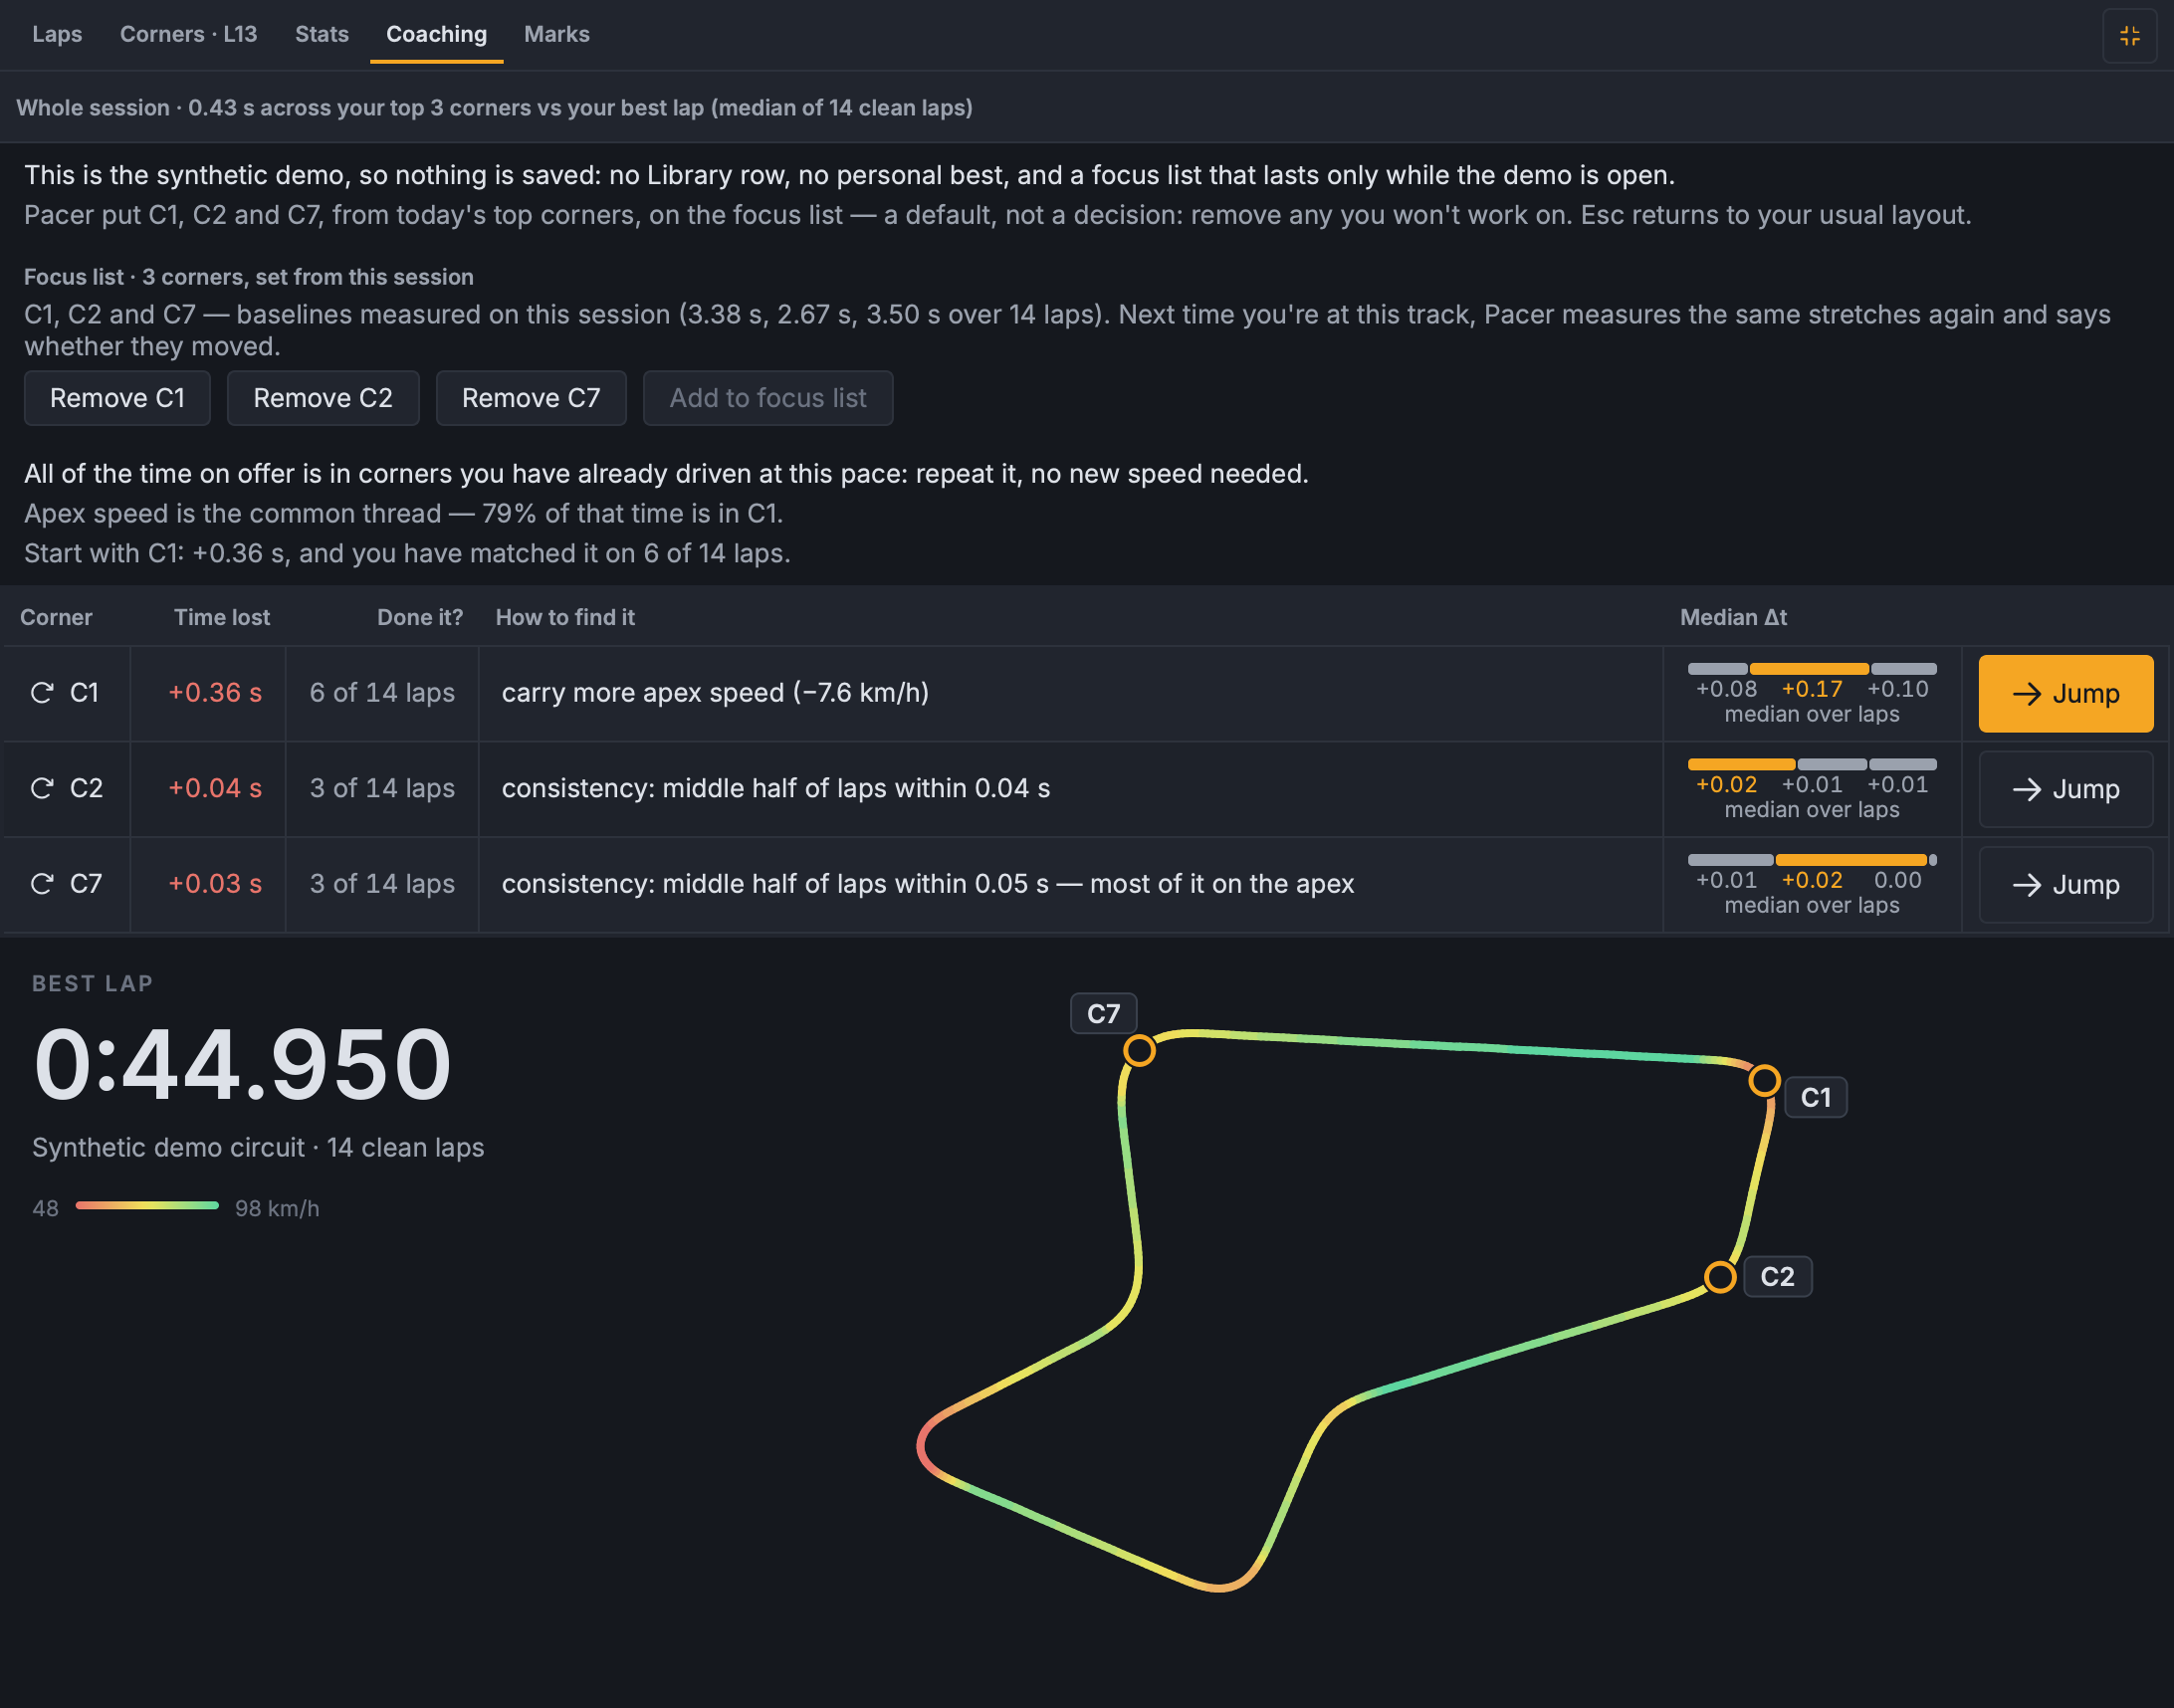 Laps
Corners · L13
Stats
Coaching
Marks
Whole session · 0.43 s across your top 3 corners vs your best lap (median of 14 clean laps)
This is the synthetic demo, so nothing is saved: no Library row, no personal best, and a focus list that lasts only while the demo is open.
Pacer put C1, C2 and C7, from today's top corners, on the focus list — a default, not a decision: remove any you won't work on. Esc returns to your usual layout.
Focus list · 3 corners, set from this session
C1, C2 and C7 — baselines measured on this session (3.38 s, 2.67 s, 3.50 s over 14 laps). Next time you're at this track, Pacer measures the same stretches again and says
whether they moved.
Remove C1
Remove C2
Remove C7
Add to focus list
All of the time on offer is in corners you have already driven at this pace: repeat it, no new speed needed.
Apex speed is the common thread — 79% of that time is in C1.
Start with C1: +0.36 s, and you have matched it on 6 of 14 laps.
Corner
Time lost
Done it?
How to find it
Median Δt
C1
+0.36 s
6 of 14 laps
carry more apex speed (−7.6 km/h)
+0.08 +0.17 +0.10
median over laps
→ Jump
C2
+0.04 s
3 of 14 laps
consistency: middle half of laps within 0.04 s
+0.02 +0.01 +0.01
median over laps
→ Jump
C7
+0.03 s
3 of 14 laps
consistency: middle half of laps within 0.05 s — most of it on the apex
+0.01 +0.02 0.00
median over laps
→ Jump
BEST LAP
0:44.950
Synthetic demo circuit · 14 clean laps
48
98 km/h
C7
C1
C2